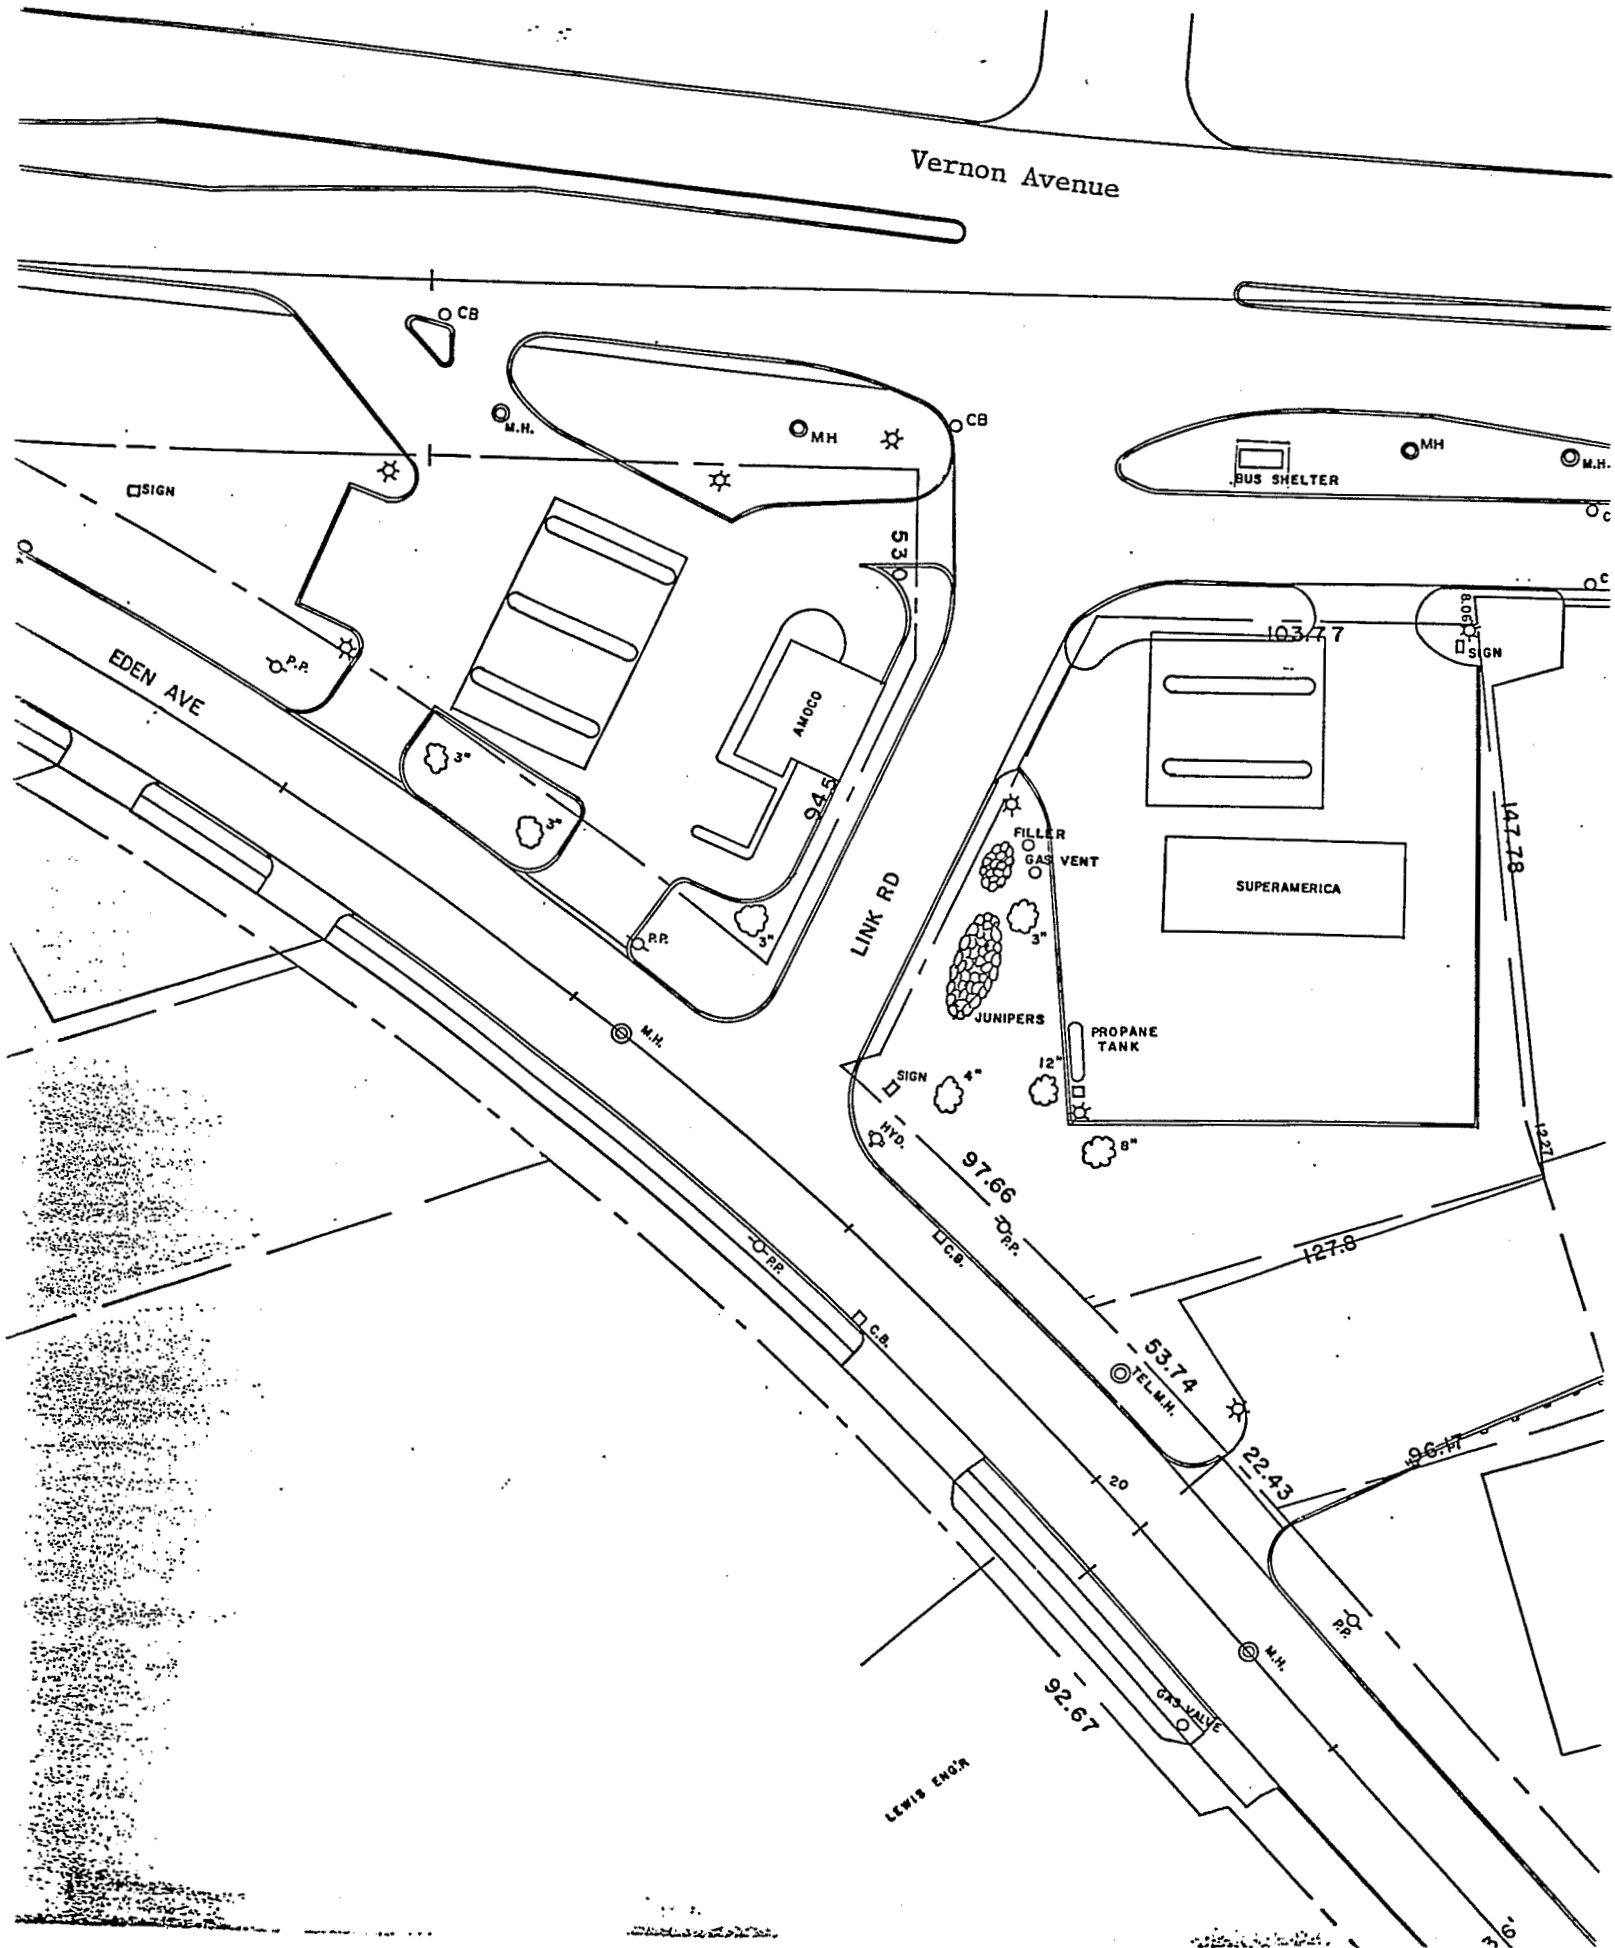 Vernon Avenue
CB
M.H.
MH
CB
MH
M.H.
BUS SHELTER
SIGN
C
53
C
8.06
103.77
SIGN
P.P.
EDEN AVE
AMOCO
3"
3"
94.5
147.78
FILLER
GAS VENT
SUPERAMERICA
LINK RD
3"
3"
P.P.
JUNIPERS
PROPANE
TANK
M.H.
SIGN
4"
12"
HYD.
8"
12.27
97.66
P.P.
C.B.
127.8
P.P.
C.B.
53.74
TEL.M.H.
96.17
22.43
20
P.P.
M.H.
92.67
GAS VALVE
LEWIS ENG'R